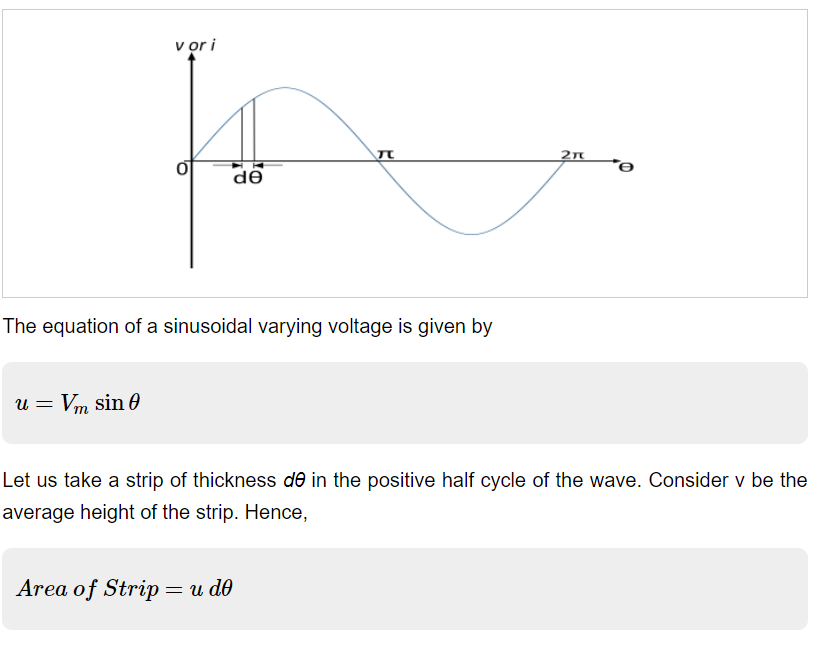 v or i
π
2π
0
dθ
θ
The equation of a sinusoidal varying voltage is given by
u = Vₘ sin θ
Let us take a strip of thickness dθ in the positive half cycle of the wave. Consider v be the
average height of the strip. Hence,
Area of Strip = u dθ